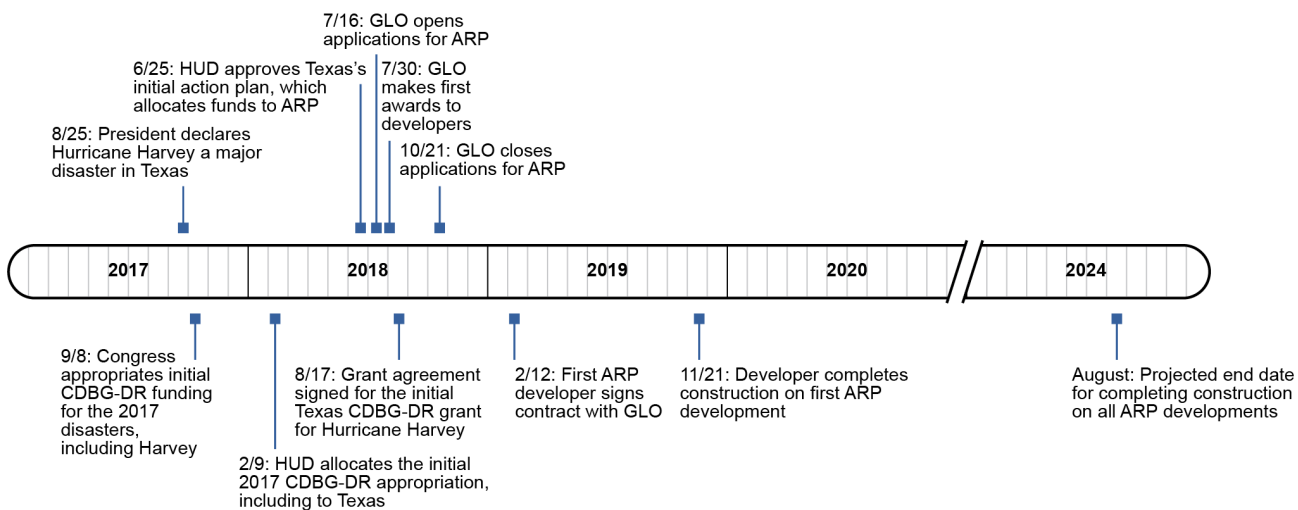 7/16: GLO opens
applications for ARP
6/25: HUD approves Texas's
initial action plan, which
allocates funds to ARP
7/30: GLO
makes first
awards to
developers
8/25: President declares
Hurricane Harvey a major
disaster in Texas
10/21: GLO closes
applications for ARP
2017
2018
2019
2020
2024
9/8: Congress
appropriates initial
CDBG-DR funding
for the 2017
disasters,
including Harvey
2/9: HUD allocates the initial
2017 CDBG-DR appropriation,
including to Texas
8/17: Grant agreement
signed for the initial
Texas CDBG-DR grant
for Hurricane Harvey
2/12: First ARP
developer signs
contract with GLO
11/21: Developer completes
construction on first ARP
development
August: Projected end date
for completing construction
on all ARP developments